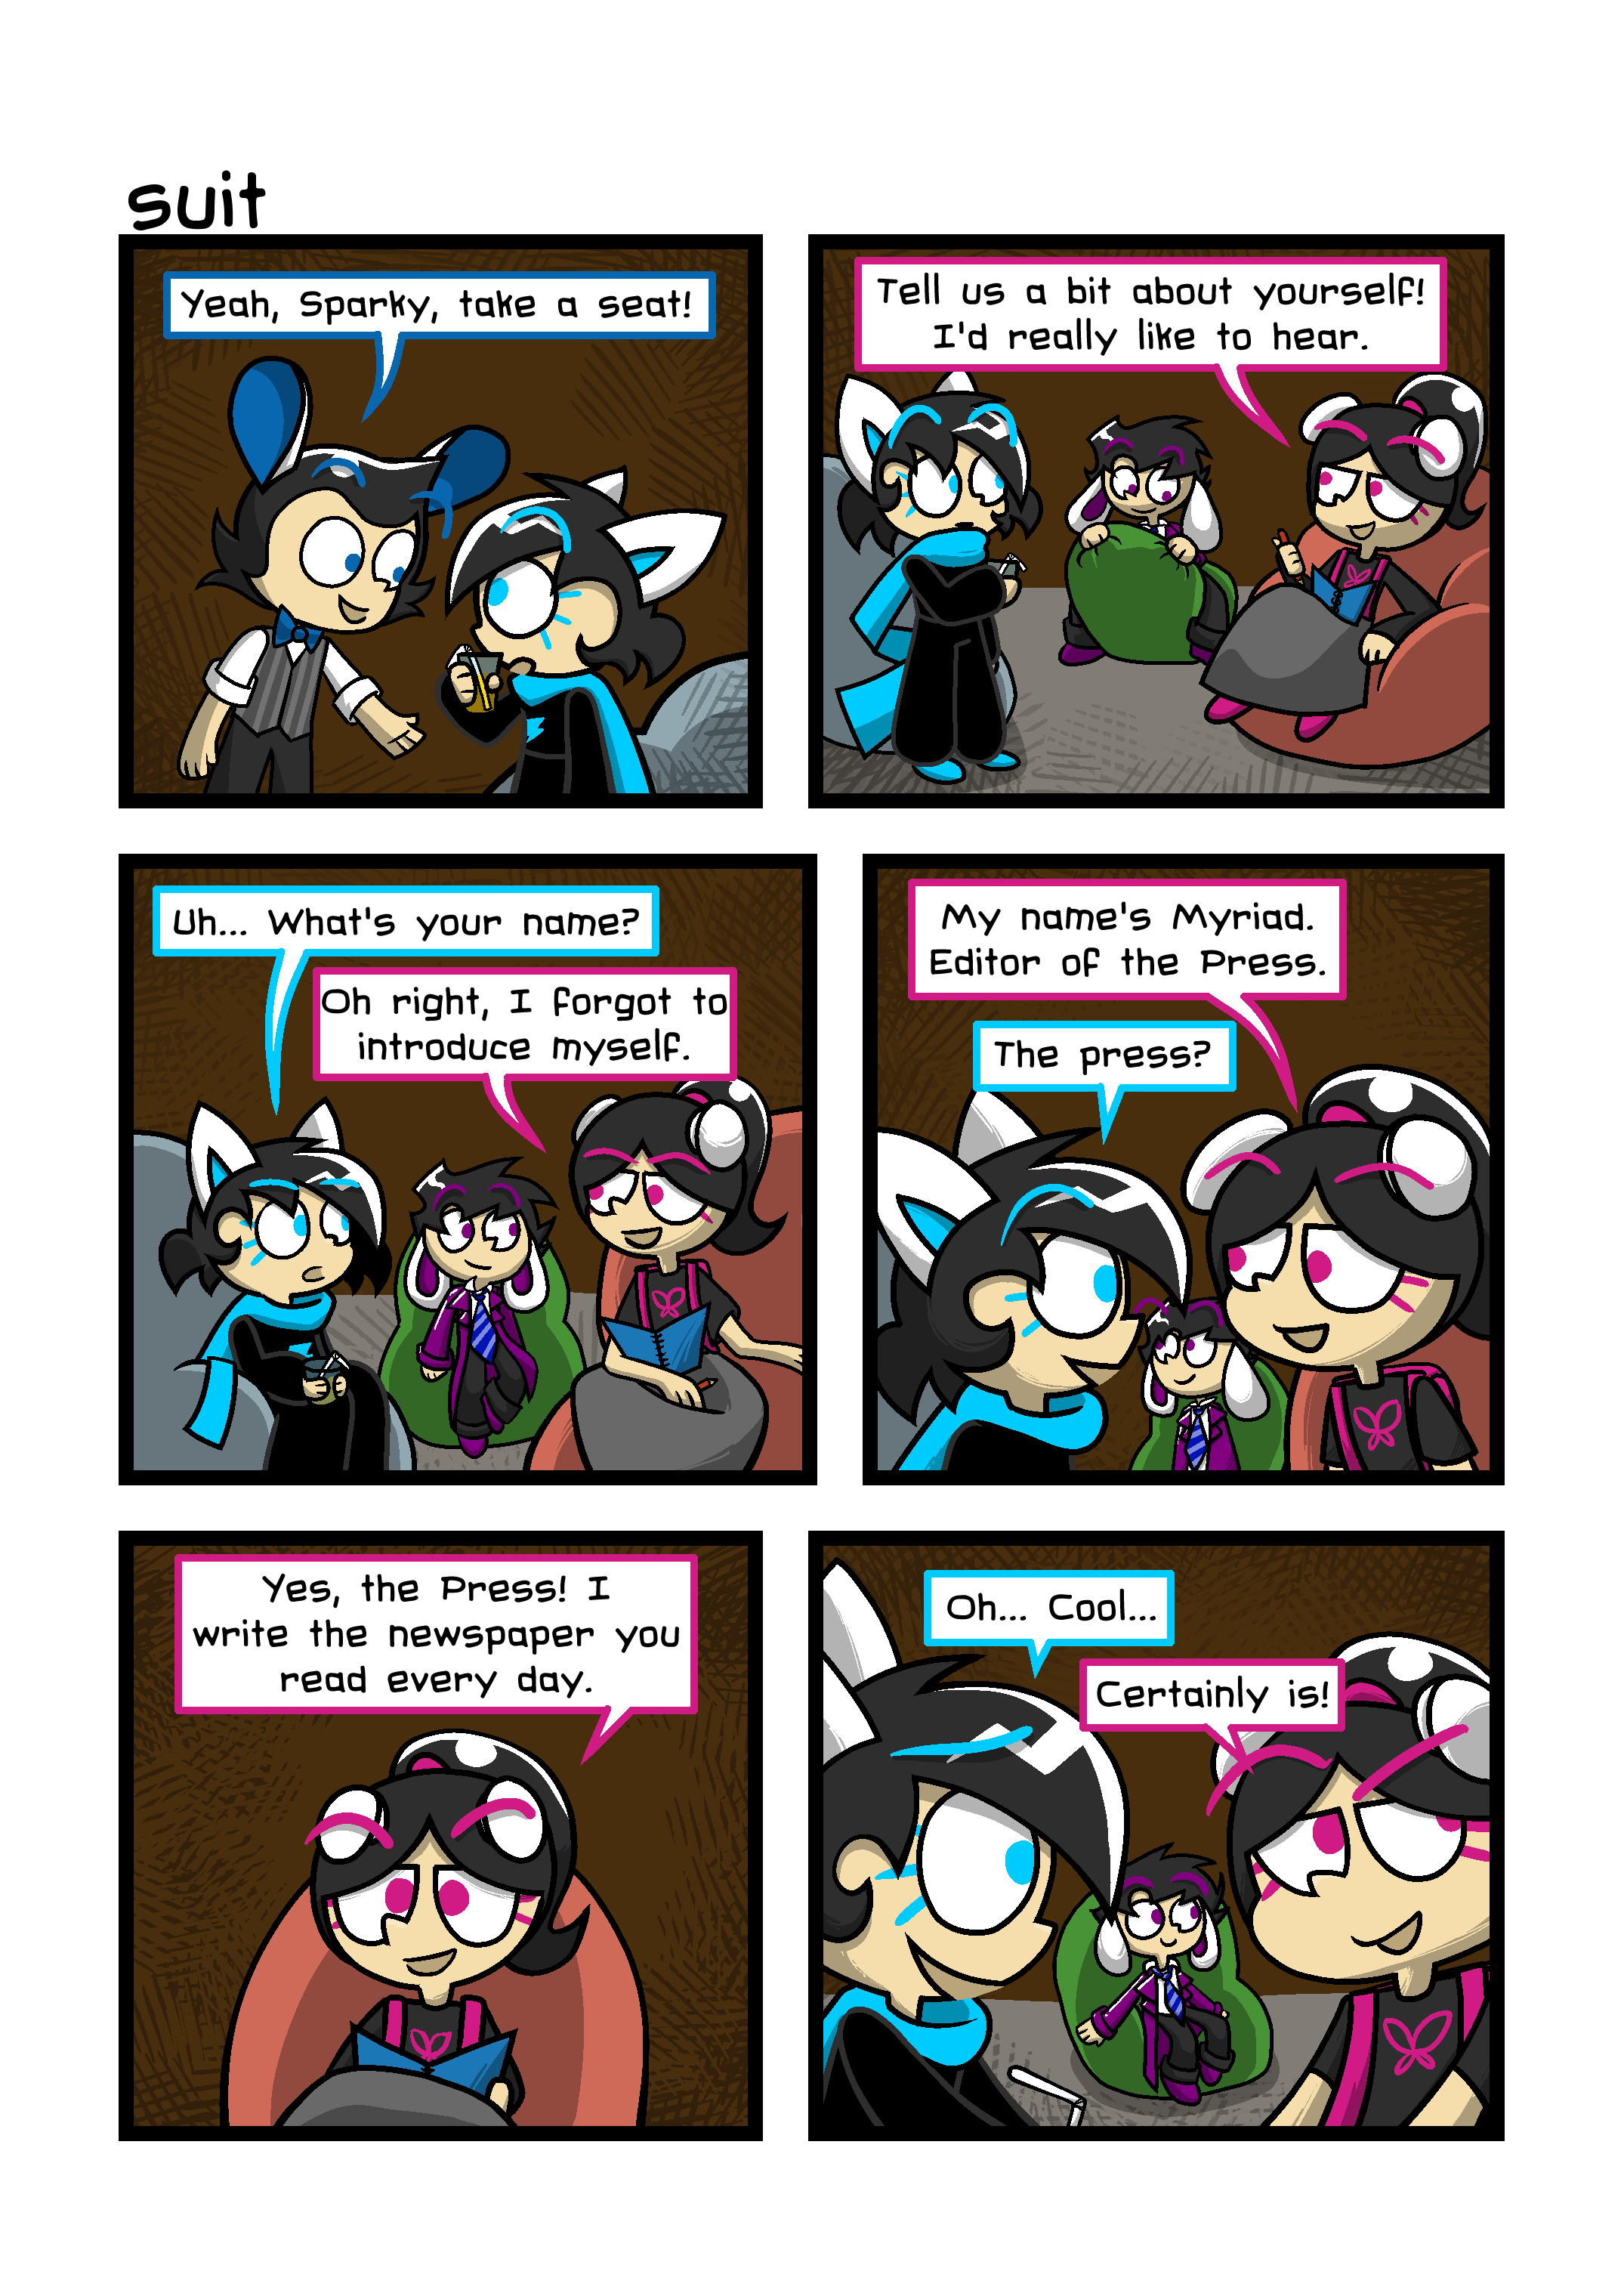 suit
Yeah, Sparky, take a seat!
Tell us a bit about yourself!
I'd really like to hear.
Uh... What's your name?
Oh right, I forgot to
introduce myself.
My name's Myriad.
Editor of the Press.
The press?
Yes, the Press! I
write the newspaper you
read every day.
Oh... Cool...
Certainly is!